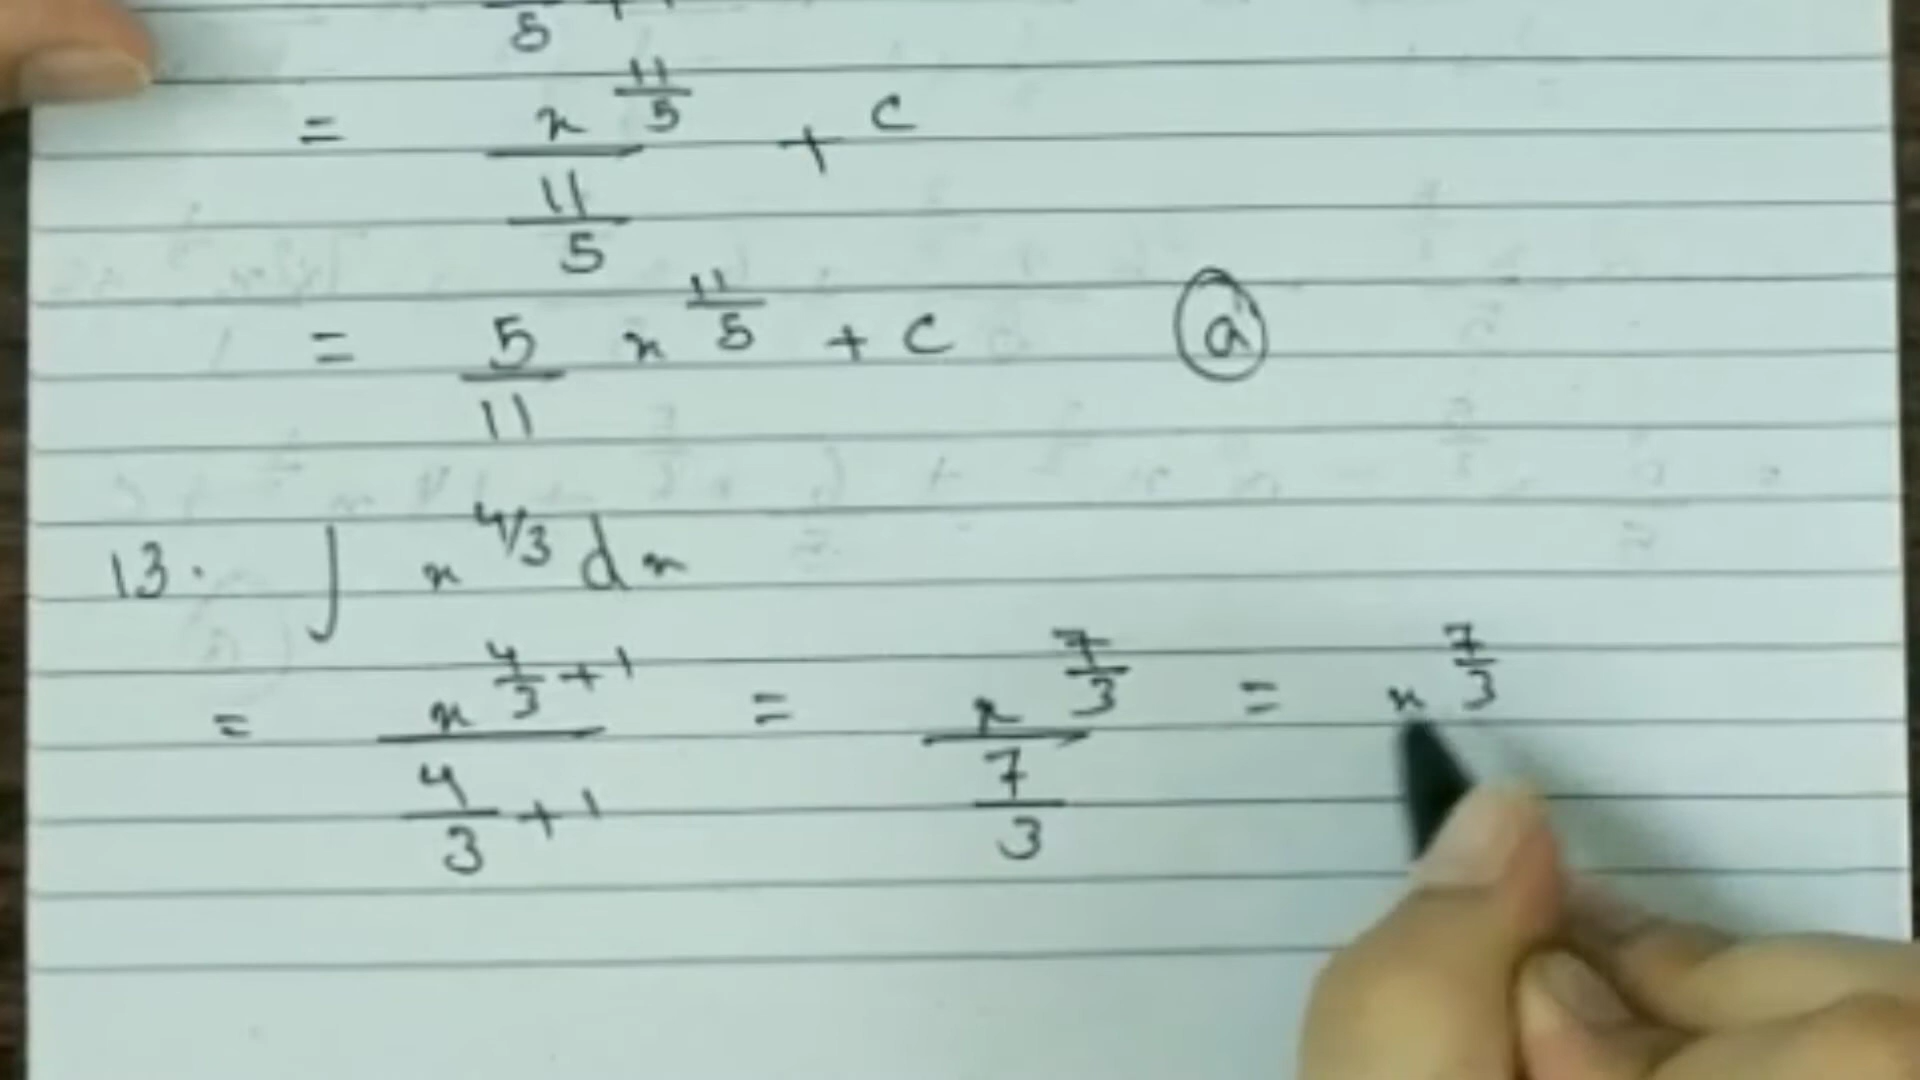 5
= x^(11/5) / (11/5) + c
= 5/11 x^(11/5) + c (a)
13. ∫ x^(4/3) dx
= x^(4/3 + 1) / (4/3 + 1) = x^(7/3) / (7/3) = x^(7/3)